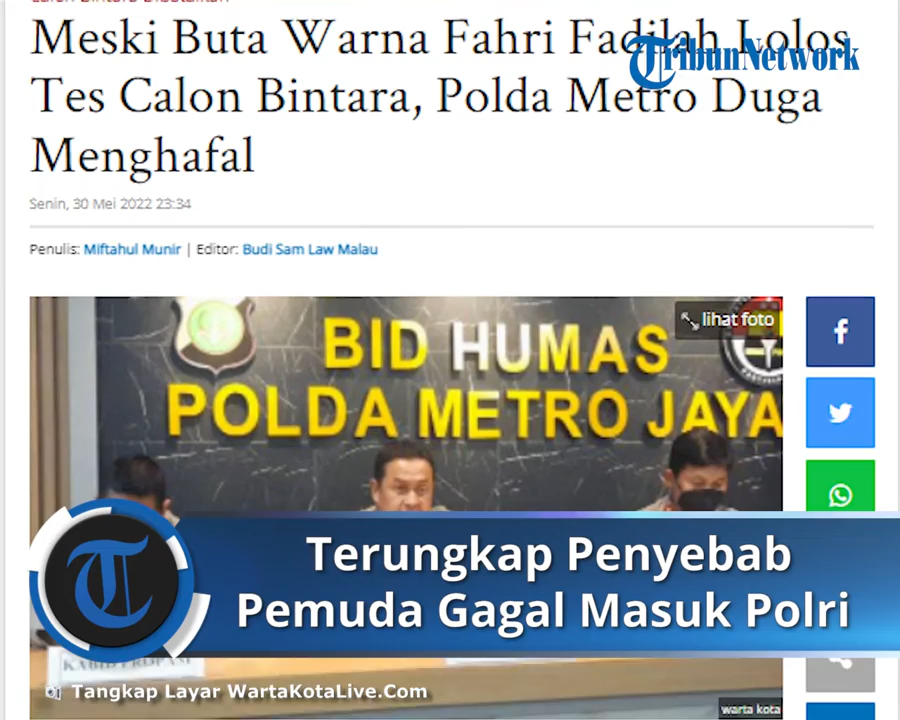 Meski Buta Warna Fahri Fadilah Lolos
TribunNetwork
Tes Calon Bintara, Polda Metro Duga
Menghafal
Senin, 30 Mei 2022 23:34
Penulis: Miftahul Munir | Editor: Budi Sam Law Malau
lihat foto
BID HUMAS
POLDA METRO JAYA
Terungkap Penyebab
Pemuda Gagal Masuk Polri
KABID PROPAM
Tangkap Layar WartaKotaLive.Com
warta kota